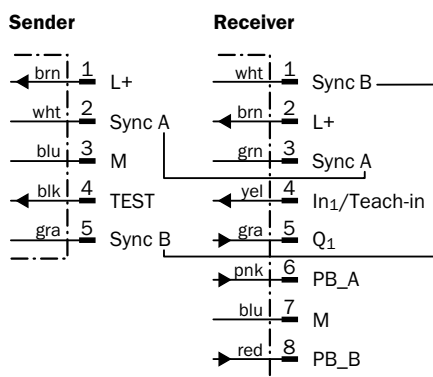 Sender
brn 1 L+
wht 2 Sync A
blu 3 M
blk 4 TEST
gra 5 Sync B
Receiver
wht 1 Sync B
brn 2 L+
grn 3 Sync A
yel 4 In1/Teach-in
gra 5 Q1
pnk 6 PB_A
blu 7 M
red 8 PB_B